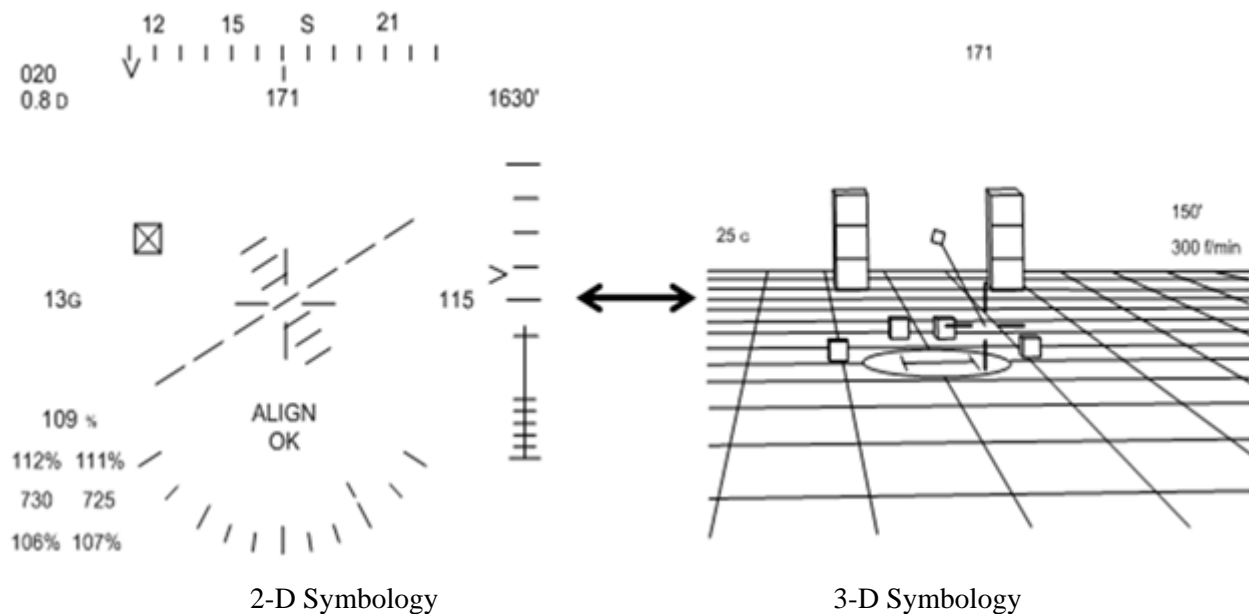 12 15 S 21
020
0.8 D
171
1630'
13G
115
ALIGN
OK
109 %
112% 111%
730 725
106% 107%
2-D Symbology
171
25 G
150'
300 f/min
3-D Symbology